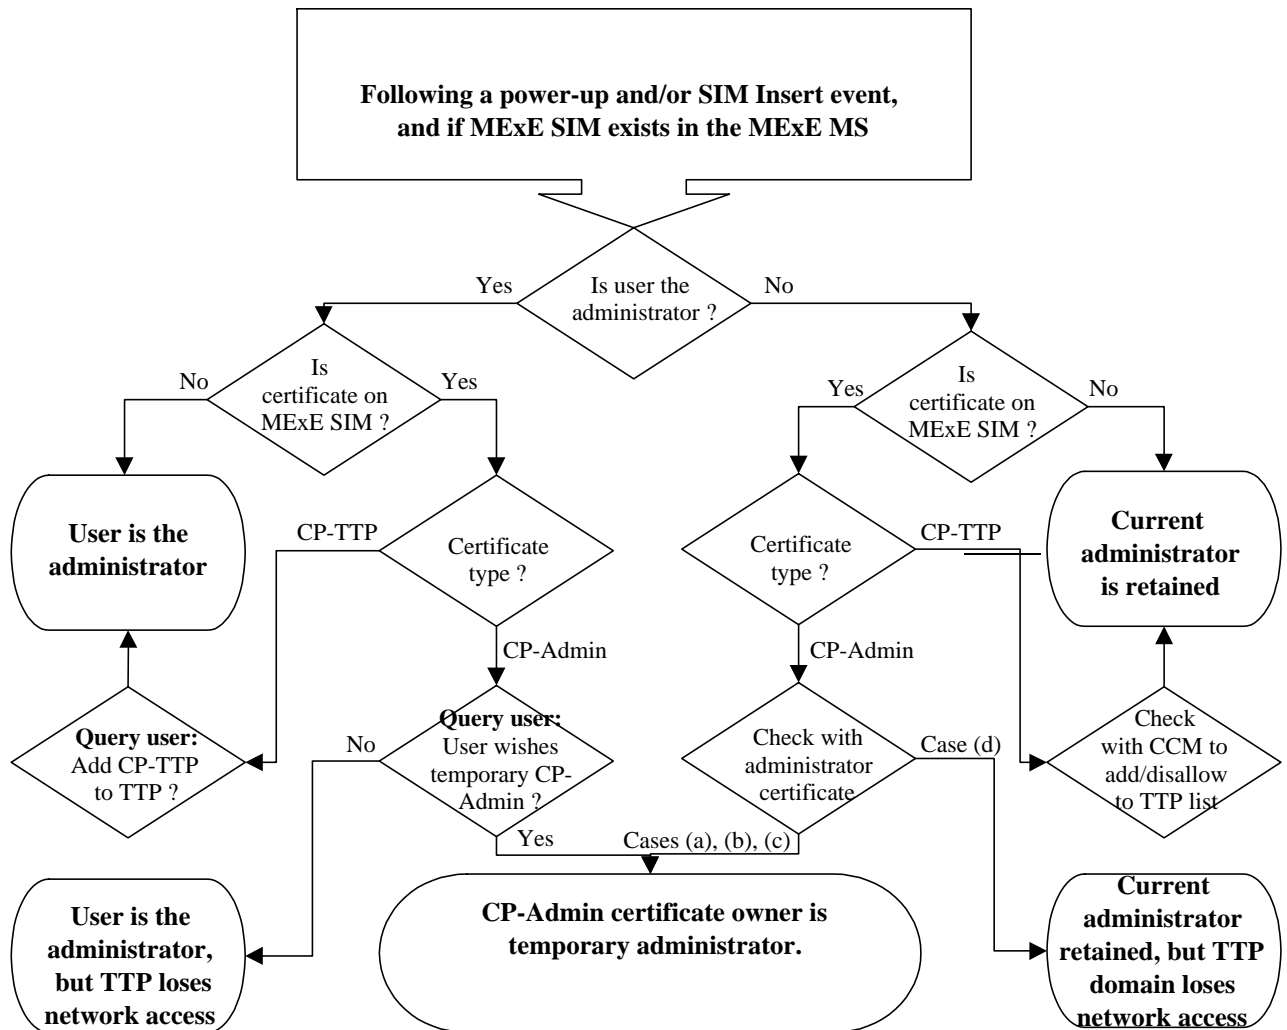 Following a power-up and/or SIM Insert event,
and if MExE SIM exists in the MExE MS
Is user the
administrator ?
Yes
No
Is
certificate on
MExE SIM ?
No
Yes
Is
certificate on
MExE SIM ?
Yes
No
User is the
administrator
CP-TTP
Certificate
type ?
Certificate
type ?
CP-TTP
Current
administrator
is retained
CP-Admin
CP-Admin
Query user:
Add CP-TTP
to TTP ?
No
Query user:
User wishes
temporary CP-
Admin ?
Check with
administrator
certificate
Case (d)
Check
with CCM to
add/disallow
to TTP list
Yes
Cases (a), (b), (c)
User is the
administrator,
but TTP loses
network access
CP-Admin certificate owner is
temporary administrator.
Current
administrator
retained, but TTP
domain loses
network access